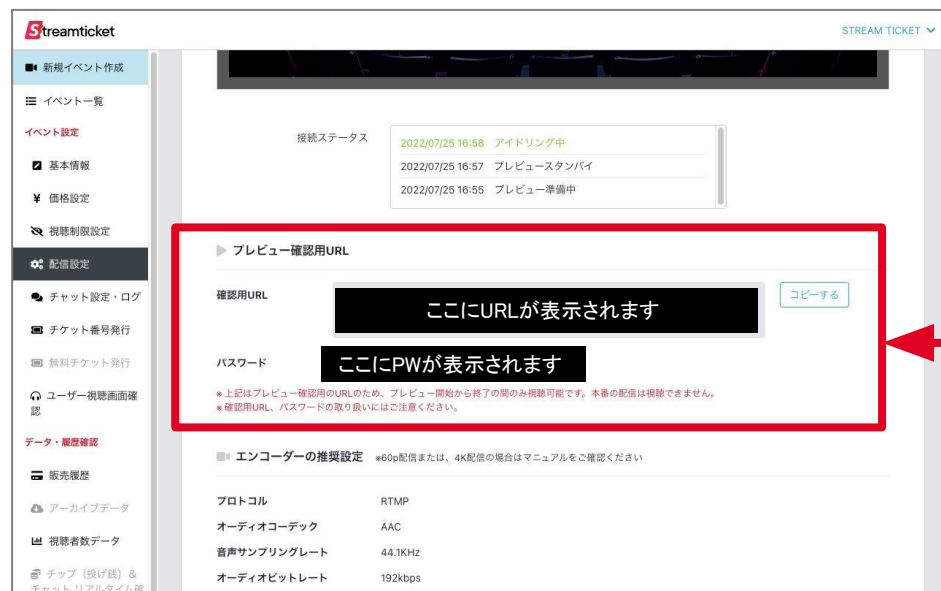 Streamticket
STREAM TICKET
新規イベント作成
イベント一覧
イベント設定
基本情報
価格設定
視聴制限設定
配信設定
チャット設定・ログ
チケット番号発行
無料チケット発行
ユーザー視聴画面確
認
データ・履歴確認
販売履歴
アーカイブデータ
視聴者数データ
チップ（投げ銭）&
チャットリアルタイム確
接続ステータス
2022/07/25 16:58 アイドリング中
2022/07/25 16:57 プレビュースタンバイ
2022/07/25 16:55 プレビュー準備中
プレビュー確認用URL
確認用URL
ここにURLが表示されます
コピーする
パスワード
ここにPWが表示されます
※上記はプレビュー確認用のURLのため、プレビュー開始から終了の間のみ視聴可能です。本番の配信は視聴できません。
※確認用URL、パスワードの取り扱いにはご注意ください。
エンコーダーの推奨設定 ※60p配信または、4K配信の場合はマニュアルをご確認ください
プロトコル RTMP
オーディオコーデック AAC
音声サンプリングレート 44.1KHz
オーディオビットレート 192kbps